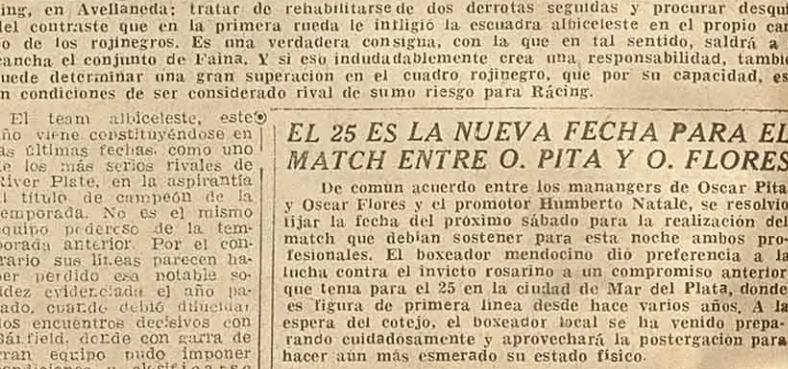 ing, en Avellaneda; tratar de rehabilitarse de dos derrotas seguidas y procurar desqui
del contraste que en la primera rueda le infligió la escuadra albiceleste en el propio cam
o de los rojinegros. Es una verdadera consigna, con la que en tal sentido, saldrá a
cancha el conjunto de Faina. Y si eso indudablemente crea una responsabilidad, tambié
uede determinar una gran superación en el cuadro rojinegro, que por su capacidad, es
n condiciones de ser considerado rival de sumo riesgo para Rácing.
El team albiceleste, este
ño viene constituyéndose en
as últimas fechas, como uno
de los más serios rivales de
River Plate, en la aspirantía
al título de campeón de la
temporada. No es el mismo
equipo poderoso de la tem-
porada anterior. Por el con-
trario sus líneas parecen ha-
ber perdido esa notable so-
idez evidenciada el año pa-
ado, cuando debió dilucidar
los encuentros decisivos con
Bánfield, donde con garra de
gran equipo pudo imponer
EL 25 ES LA NUEVA FECHA PARA EL
MATCH ENTRE O. PITA Y O. FLORES
De común acuerdo entre los manangers de Oscar Pita
y Oscar Flores y el promotor Humberto Natale, se resolvió
fijar la fecha del próximo sábado para la realización del
match que debían sostener para esta noche ambos pro-
fesionales. El boxeador mendocino dió preferencia a la
lucha contra el invicto rosarino a un compromiso anterior
que tenía para el 25 en la ciudad de Mar del Plata, donde
es figura de primera línea desde hace varios años. A la
espera del cotejo, el boxeador local se ha venido prepa-
rando cuidadosamente y aprovechará la postergación para
hacer aún más esmerado su estado físico.